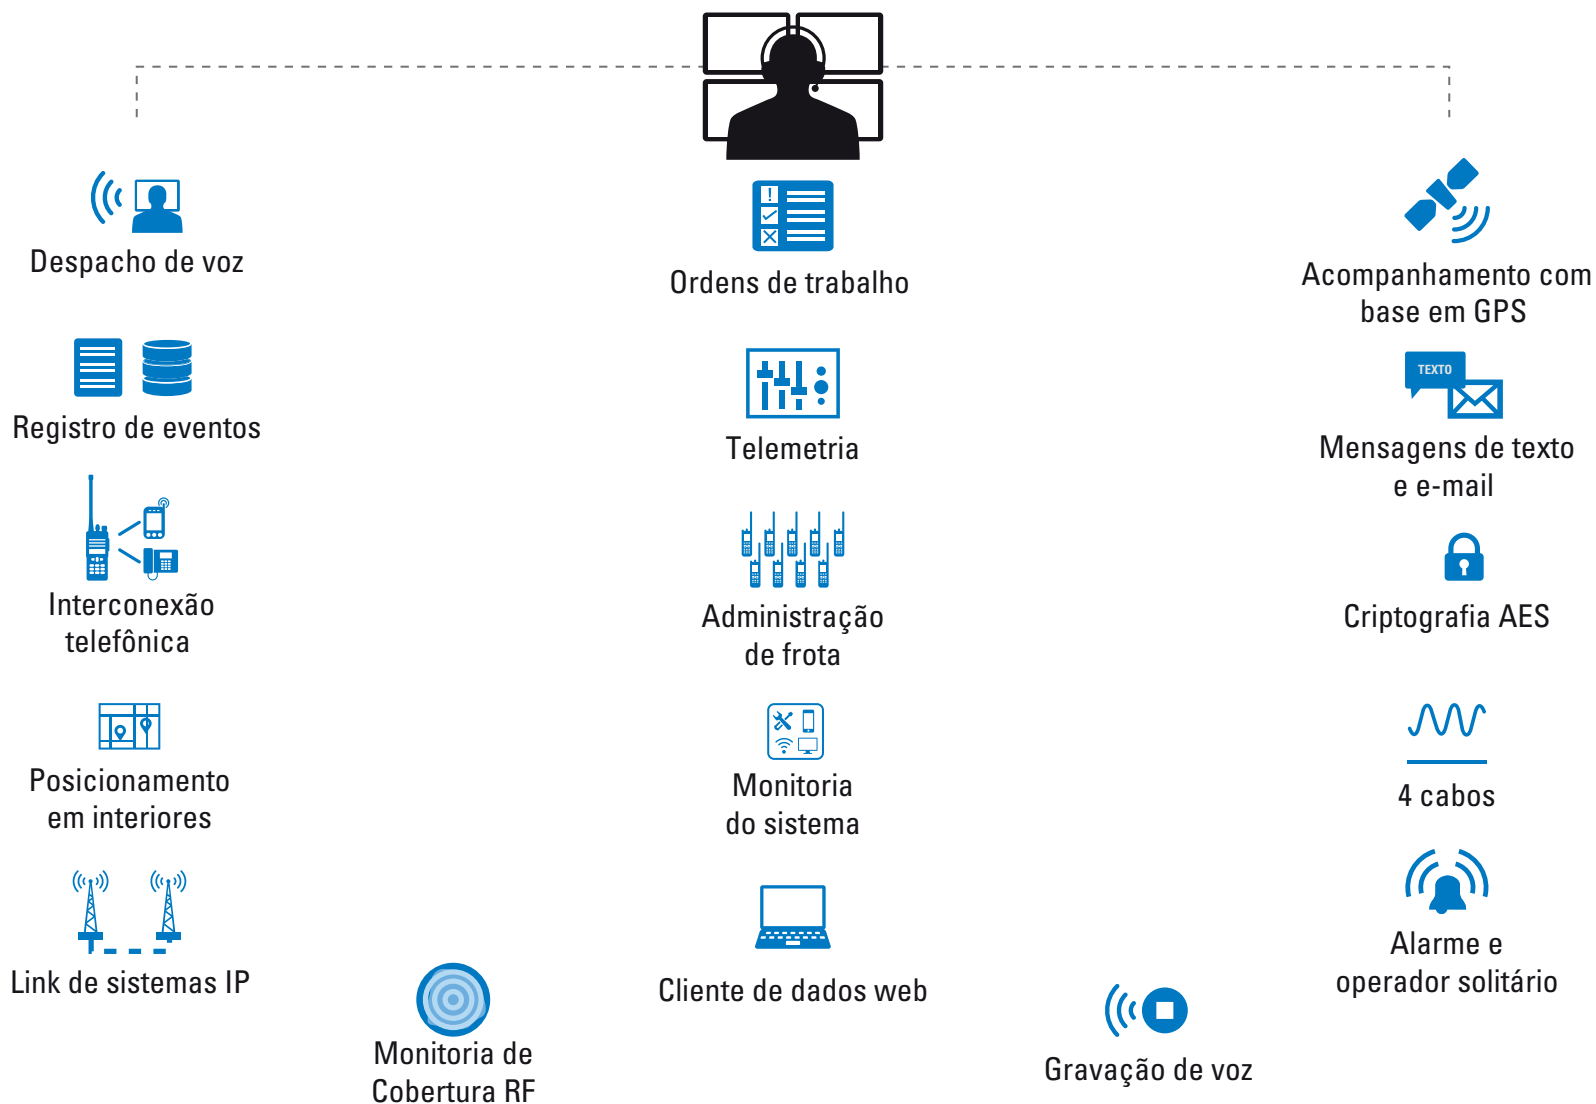 Despacho de voz
Registro de eventos
Interconexão
telefônica
Posicionamento
em interiores
Link de sistemas IP
Monitoria de
Cobertura RF
Ordens de trabalho
Telemetria
Administração
de frota
Monitoria
do sistema
Cliente de dados web
Acompanhamento com
base em GPS
TEXTO
Mensagens de texto
e e-mail
Criptografia AES
4 cabos
Alarme e
operador solitário
Gravação de voz